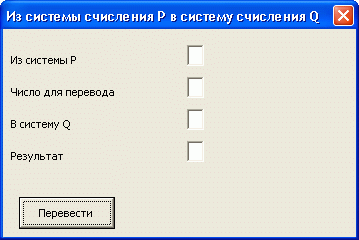 Из системы счисления P в систему счисления Q
Из системы P
Число для перевода
В систему Q
Результат
Перевести